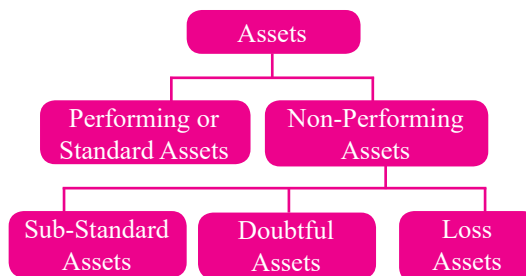 Assets
Performing or
Standard Assets
Non-Performing
Assets
Sub-Standard
Assets
Doubtful
Assets
Loss
Assets